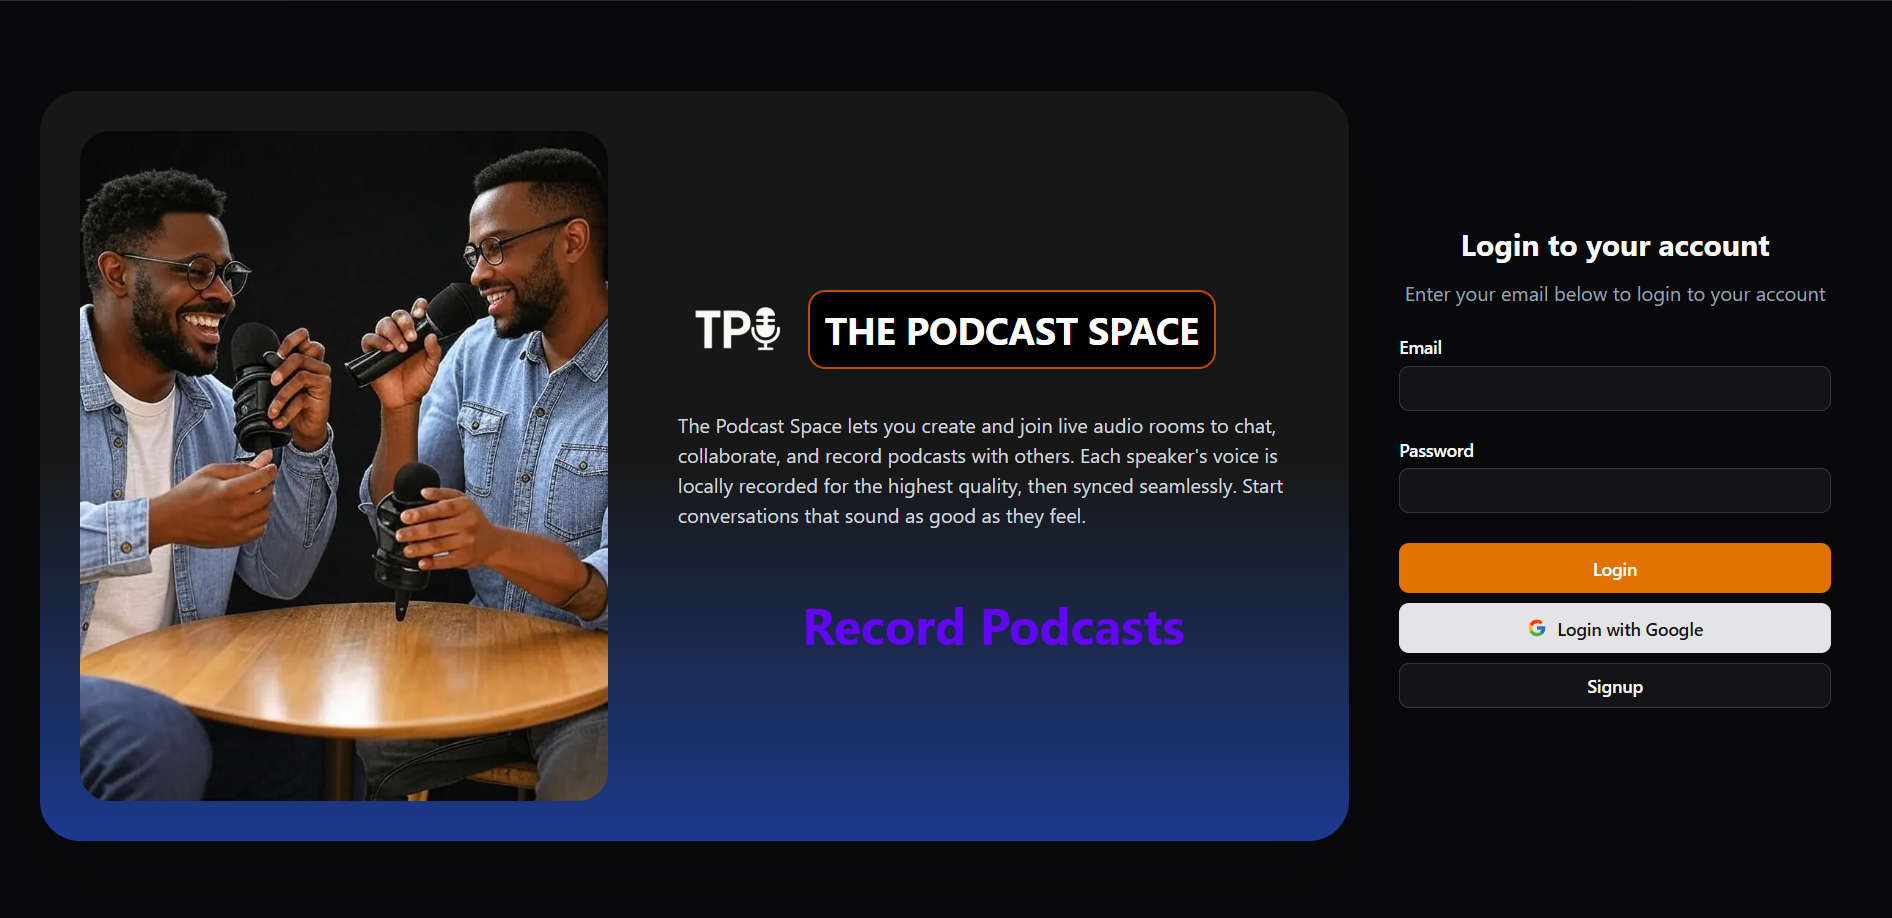 TP
THE PODCAST SPACE
The Podcast Space lets you create and join live audio rooms to chat,
collaborate, and record podcasts with others. Each speaker's voice is
locally recorded for the highest quality, then synced seamlessly. Start
conversations that sound as good as they feel.
Record Podcasts
Login to your account
Enter your email below to login to your account
Email
Password
Login
Login with Google
Signup